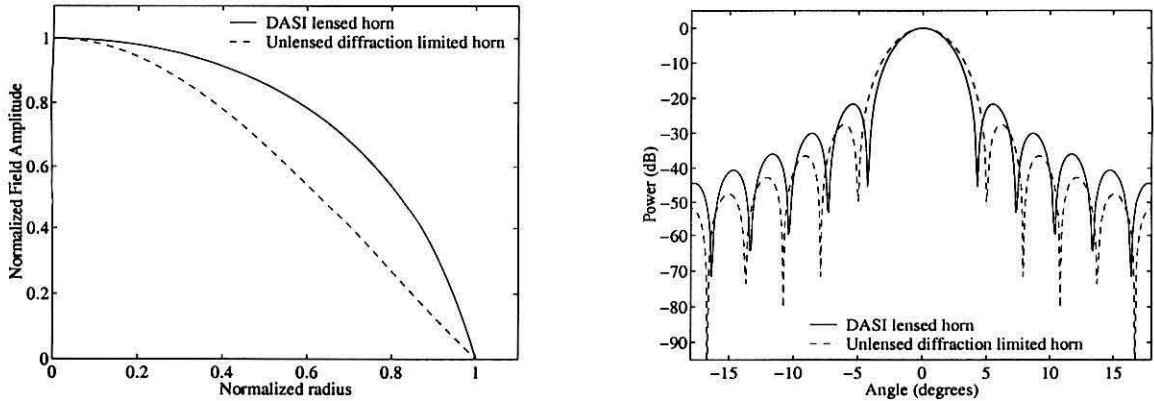 DASI lensed horn
Unlensed diffraction limited horn
1
0.8
0.6
0.4
0.2
0
Normalized Field Amplitude
0 0.2 0.4 0.6 0.8 1
Normalized radius
0
−10
−20
−30
−40
−50
−60
−70
−80
−90
Power (dB)
DASI lensed horn
Unlensed diffraction limited horn
−15 −10 −5 0 5 10 15
Angle (degrees)